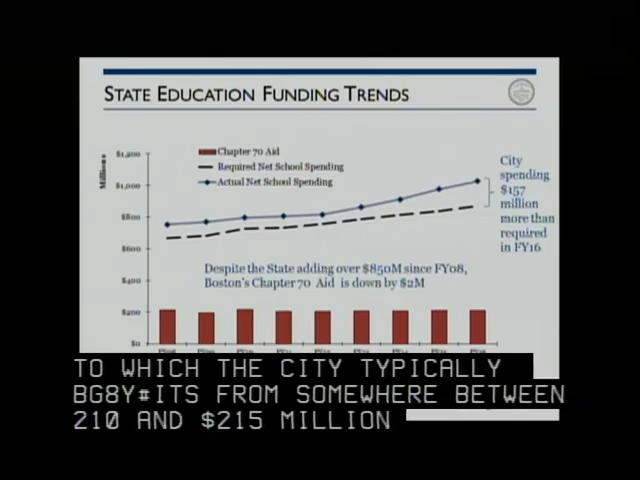 STATE EDUCATION FUNDING TRENDS
Millions
$1,200
$1,000
$800
$600
$400
$200
$0
Chapter 70 Aid
Required Net School Spending
Actual Net School Spending
City
spending
$157
million
more than
required
in FY16
Despite the State adding over $850M since FY08,
Boston's Chapter 70 Aid is down by $2M
TO WHICH THE CITY TYPICALLY
BG8Y#ITS FROM SOMEWHERE BETWEEN
210 AND $215 MILLION